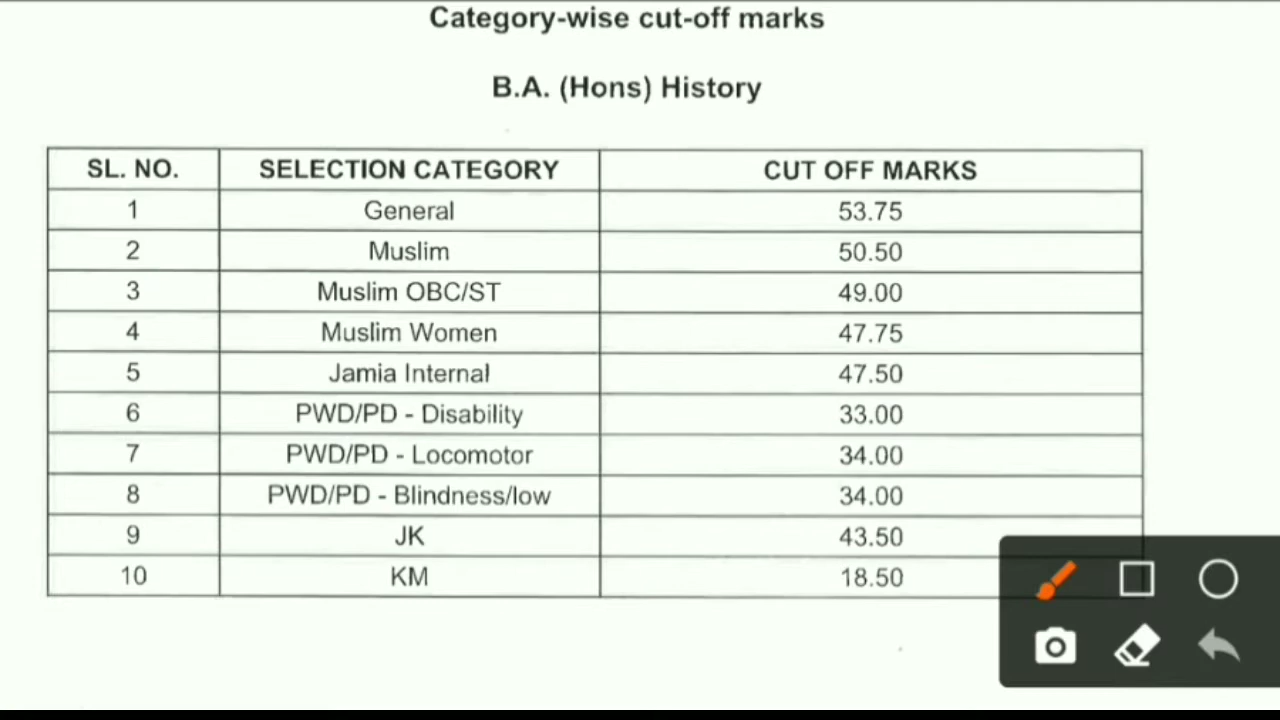 Category-wise cut-off marks
B.A. (Hons) History
SL. NO. SELECTION CATEGORY CUT OFF MARKS
1 General 53.75
2 Muslim 50.50
3 Muslim OBC/ST 49.00
4 Muslim Women 47.75
5 Jamia Internal 47.50
6 PWD/PD - Disability 33.00
7 PWD/PD - Locomotor 34.00
8 PWD/PD - Blindness/low 34.00
9 JK 43.50
10 KM 18.50